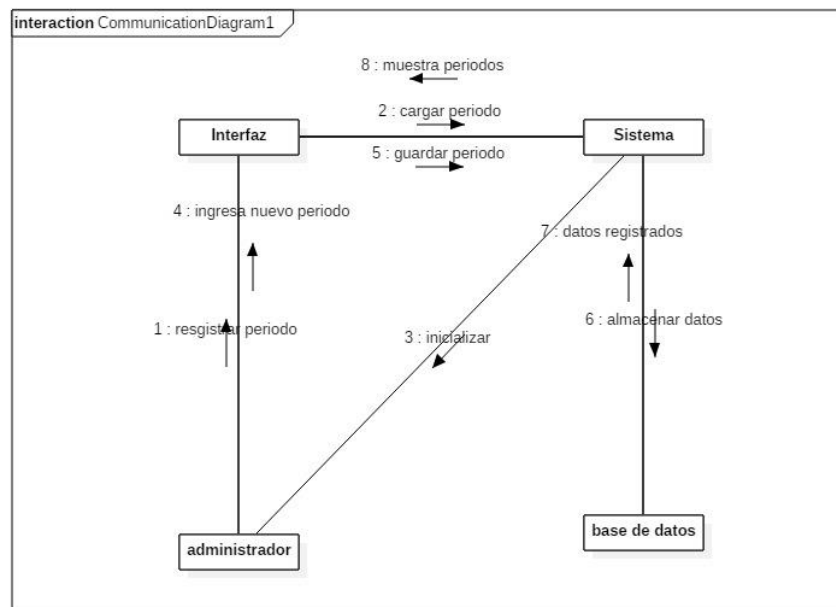 interaction CommunicationDiagram1
8 : muestra periodos
2 : cargar periodo
Interfaz
Sistema
5 : guardar periodo
4 : ingresa nuevo periodo
7 : datos registrados
1 : resgistrar periodo
6 : almacenar datos
3 : inicializar
base de datos
administrador